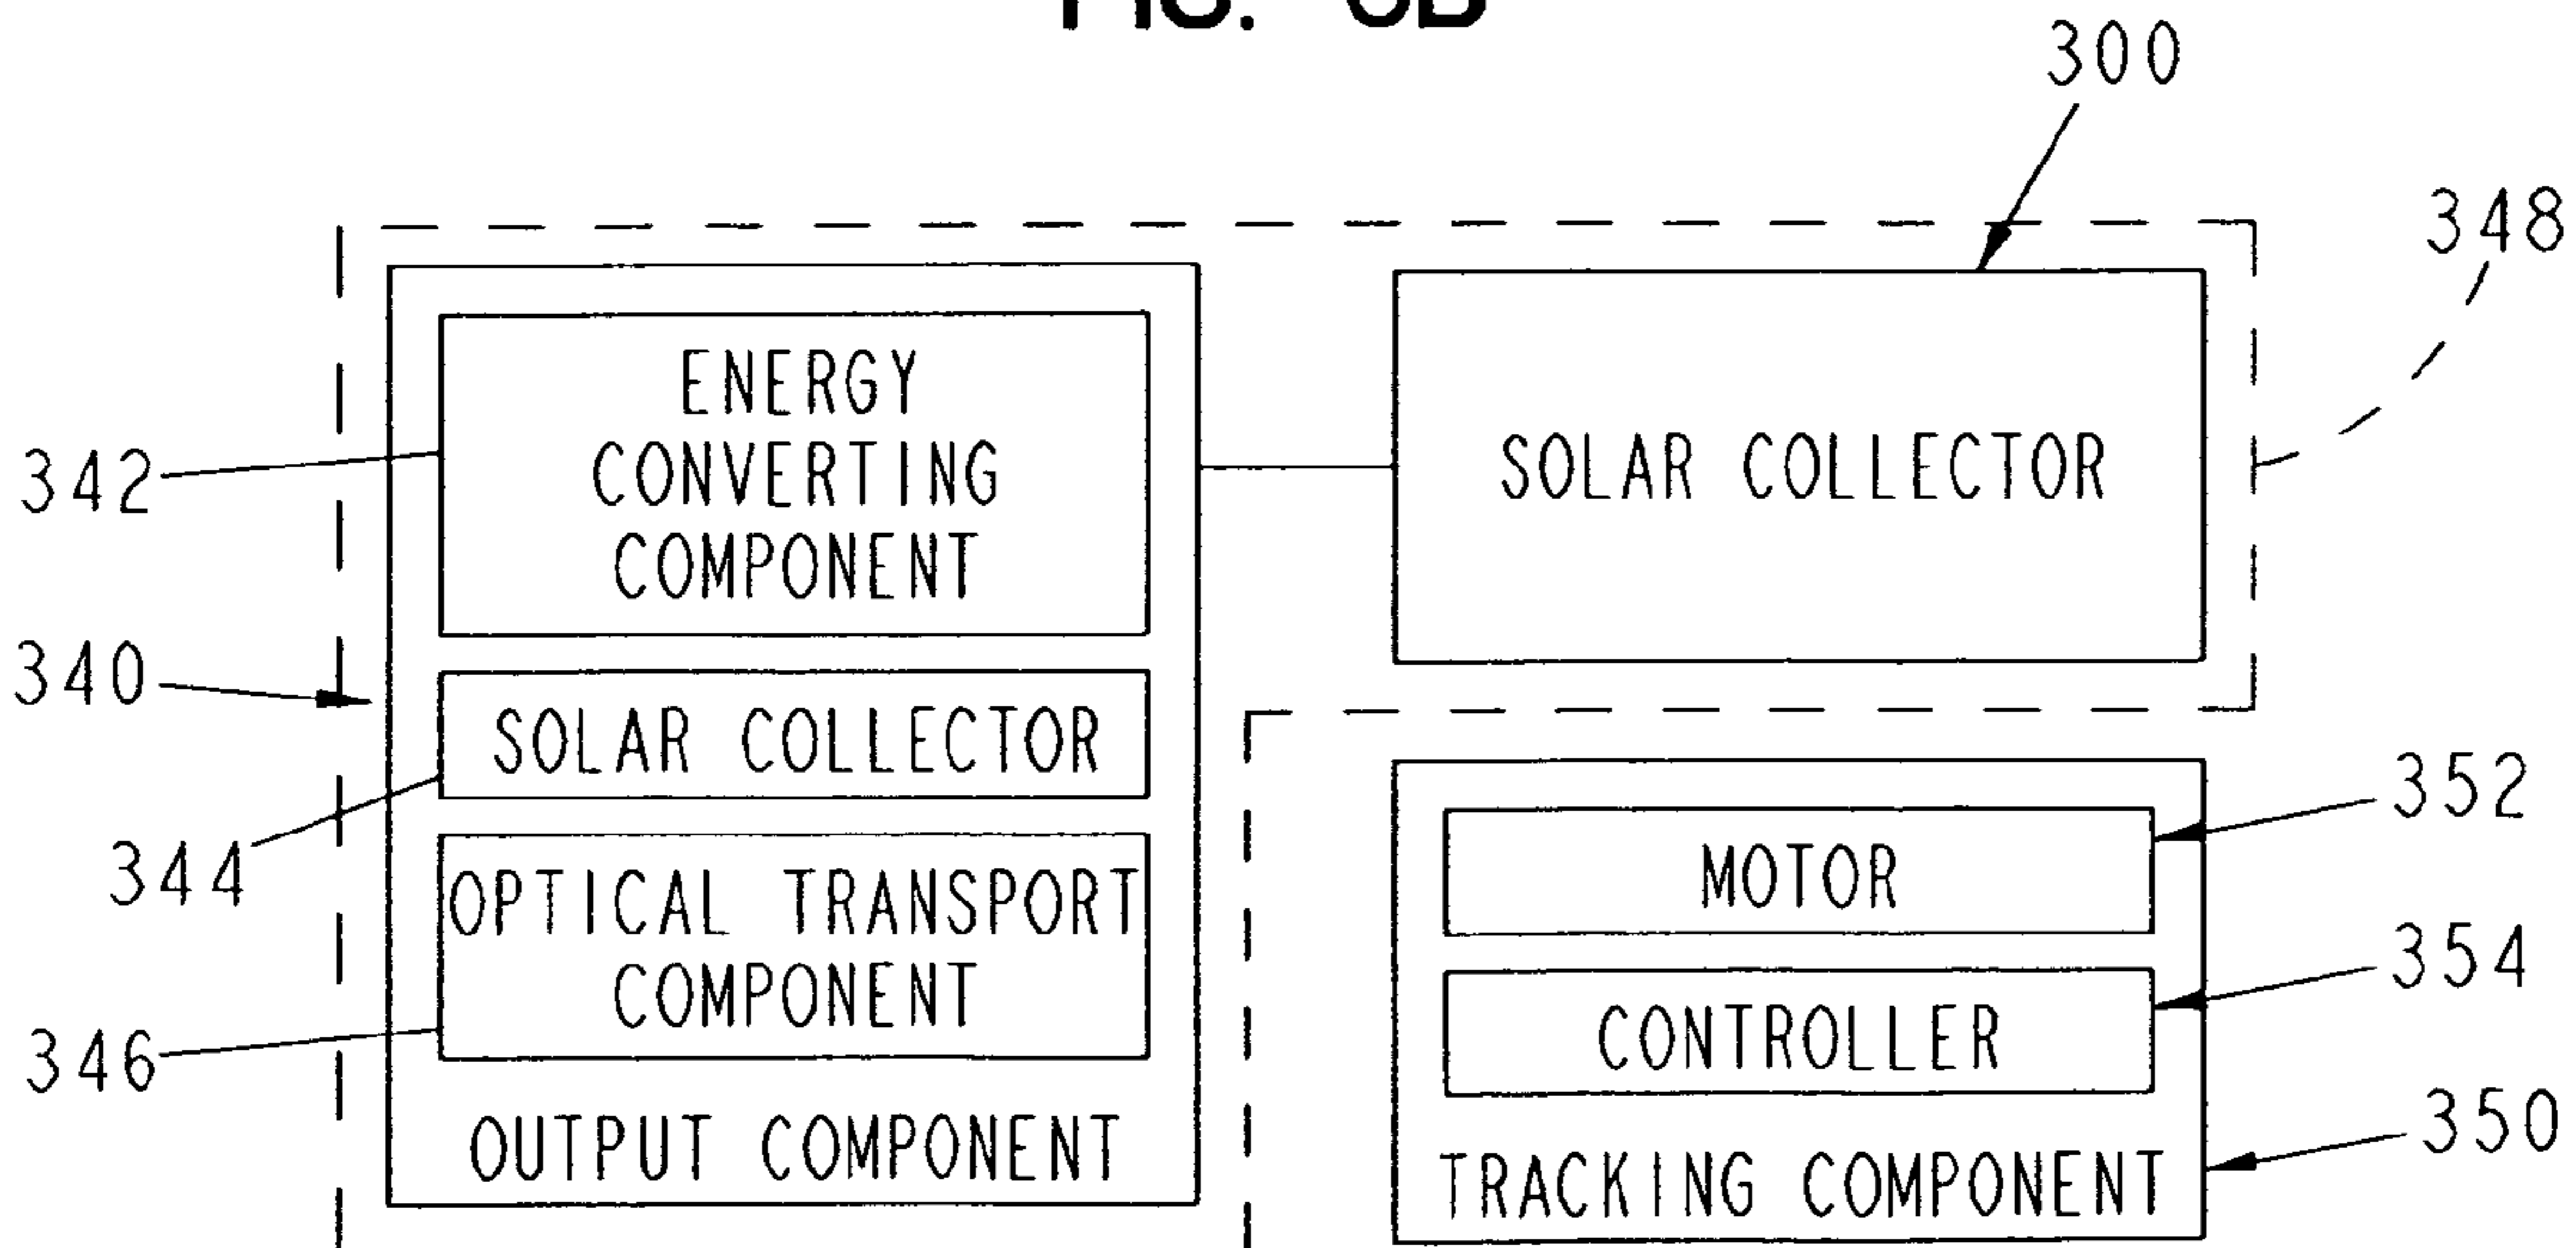 FIG.
300
348
ENERGY
CONVERTING
COMPONENT
SOLAR COLLECTOR
342
340
SOLAR COLLECTOR
344
OPTICAL TRANSPORT
COMPONENT
346
OUTPUT COMPONENT
352
MOTOR
354
CONTROLLER
350
TRACKING COMPONENT